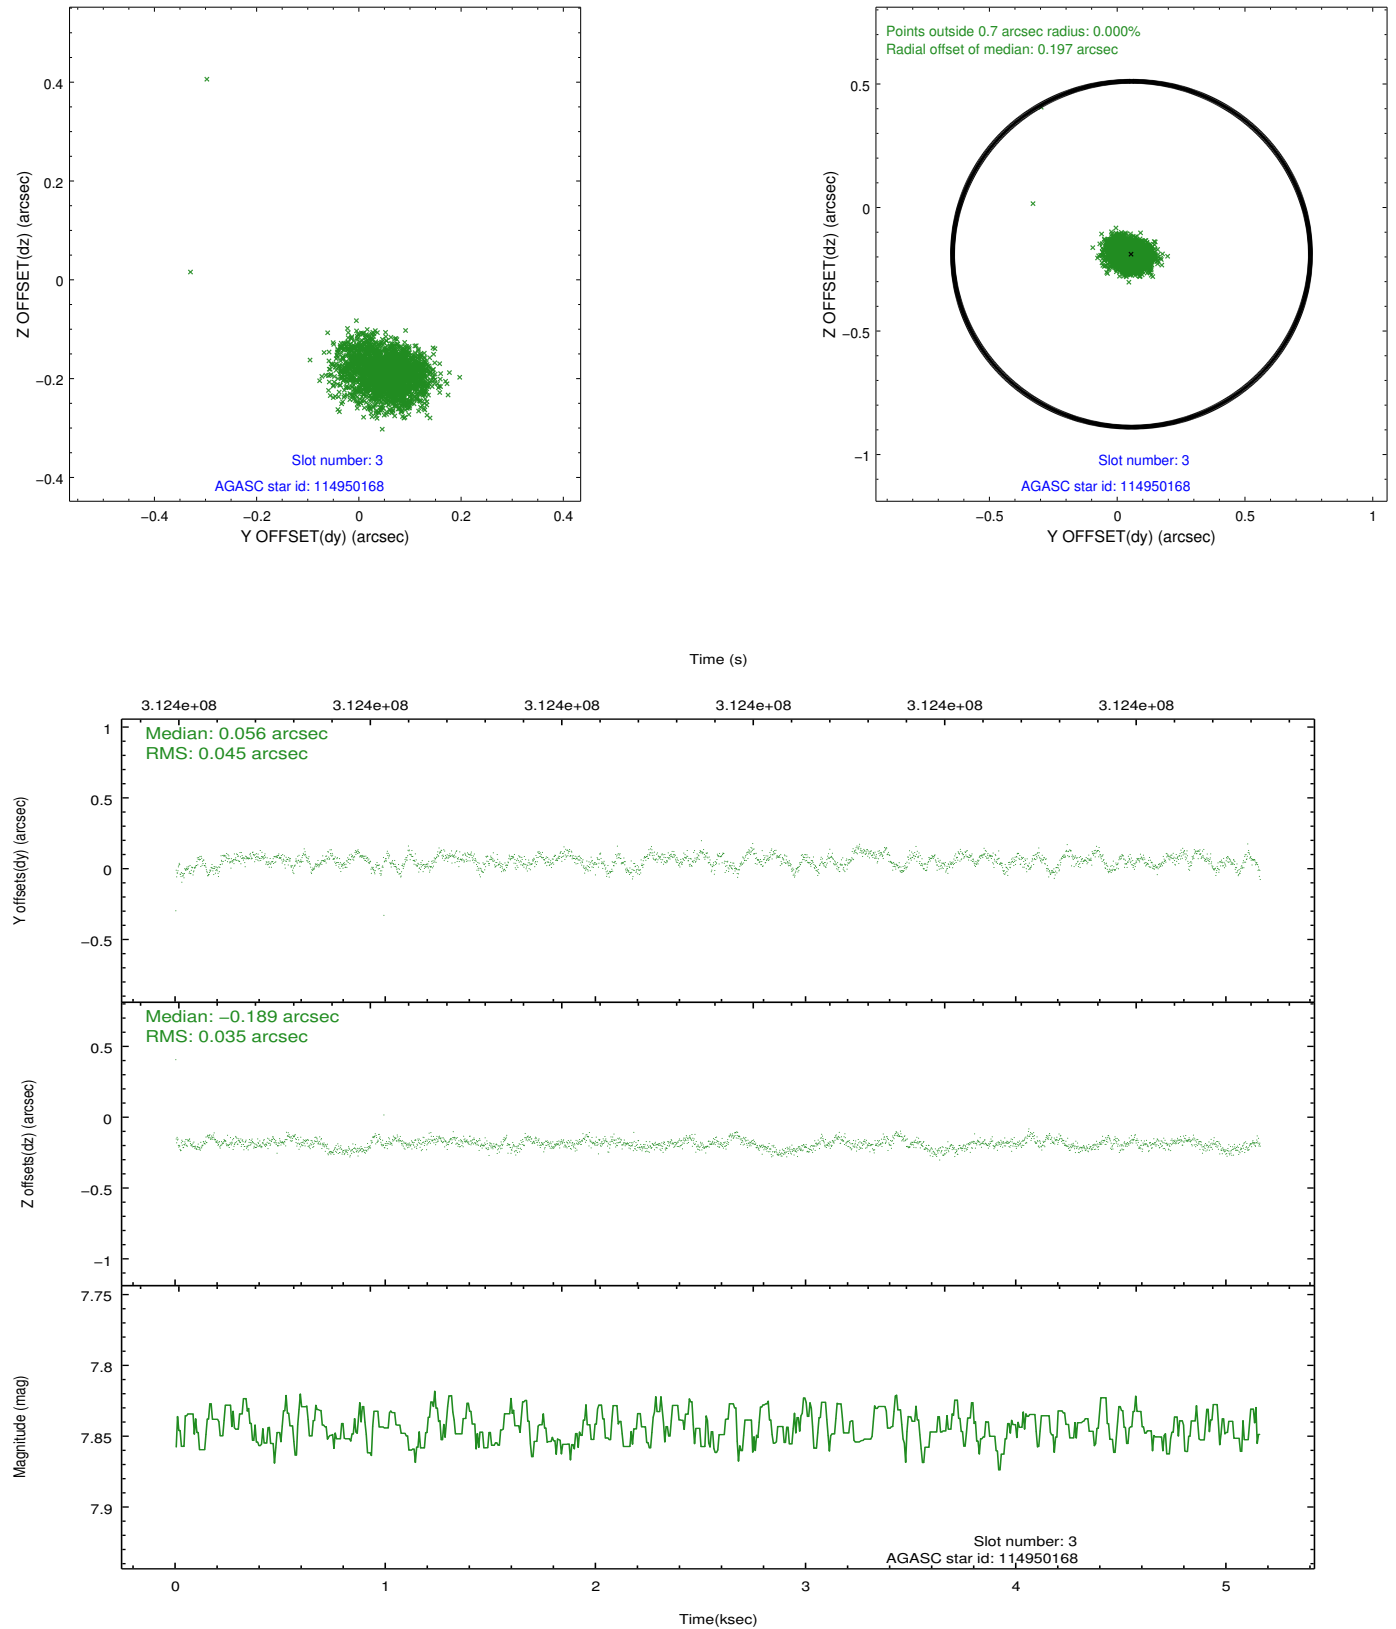 0.4
0.2
0
−0.2
−0.4
Z OFFSET(dz) (arcsec)
Slot number: 3
AGASC star id: 114950168
−0.4 −0.2 0 0.2 0.4
Y OFFSET(dy) (arcsec)
Points outside 0.7 arcsec radius: 0.000%
Radial offset of median: 0.197 arcsec
0.5
0
−0.5
−1
Z OFFSET(dz) (arcsec)
Slot number: 3
AGASC star id: 114950168
−0.5 0 0.5 1
Y OFFSET(dy) (arcsec)
Time (s)
3.124e+08 3.124e+08 3.124e+08 3.124e+08 3.124e+08 3.124e+08
Median: 0.056 arcsec
RMS: 0.045 arcsec
1
0.5
0
−0.5
Y offsets(dy) (arcsec)
Median: −0.189 arcsec
RMS: 0.035 arcsec
0.5
0
−0.5
−1
Z offsets(dz) (arcsec)
7.75
7.8
7.85
7.9
Magnitude (mag)
Slot number: 3
AGASC star id: 114950168
0 1 2 3 4 5
Time(ksec)